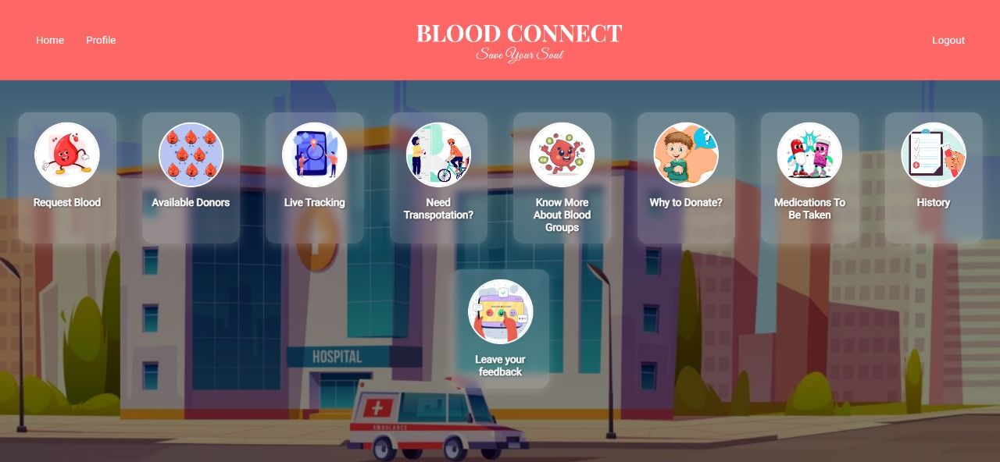 Home
Profile
BLOOD CONNECT
Save Your Soul
Logout
Request Blood
Available Donors
Live Tracking
Need
Transpotation?
Know More
About Blood
Groups
Why to Donate?
Medications To
Be Taken
History
Leave your
feedback
HOSPITAL
AMBULANCE